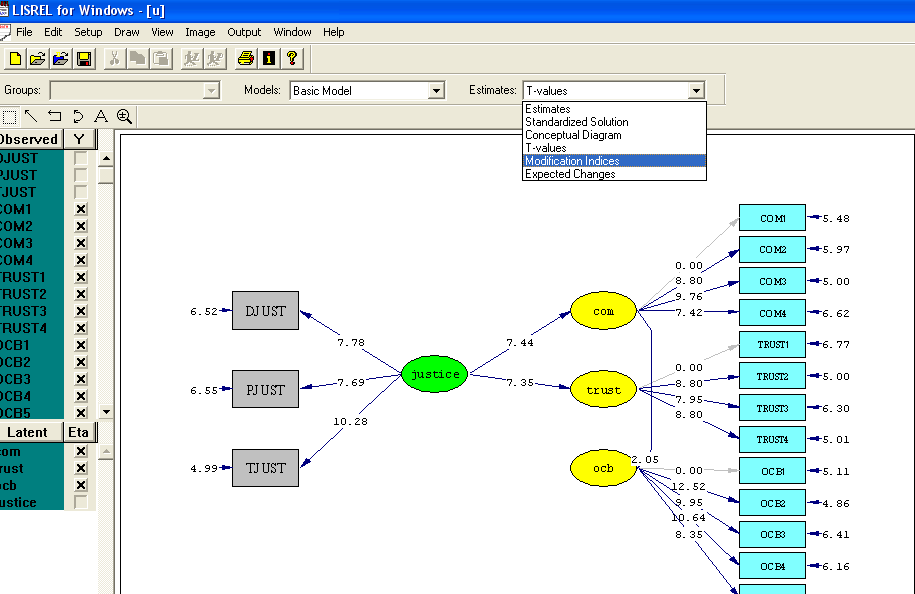 LISREL for Windows - [u]
File Edit Setup Draw View Image Output Window Help
Groups: Models: Basic Model Estimates: T-values
Estimates
Standardized Solution
Conceptual Diagram
T-values
Modification Indices
Expected Changes
Observed Y
DJUST
PJUST
TJUST
COM1
COM2
COM3
COM4
TRUST1
TRUST2
TRUST3
TRUST4
OCB1
OCB2
OCB3
OCB4
OCB5
Latent Eta
com
trust
ocb
justice
6.52 DJUST
6.55 PJUST
4.99 TJUST
7.78
7.69
10.28
justice
7.44
7.35
com
trust
ocb
2.05
0.00
8.80
9.76
7.42
0.00
8.80
7.95
8.80
0.00
12.52
9.95
10.64
8.35
COM1 5.48
COM2 5.97
COM3 5.00
COM4 6.62
TRUST1 6.77
TRUST2 5.00
TRUST3 6.30
TRUST4 5.01
OCB1 5.11
OCB2 4.86
OCB3 6.41
OCB4 6.16